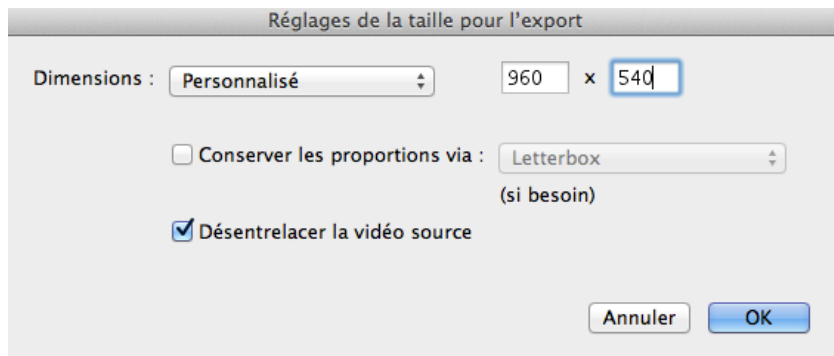 Réglages de la taille pour l'export
Dimensions : Personnalisé 960 x 540
Conserver les proportions via : Letterbox
(si besoin)
Désentrelacer la vidéo source
Annuler OK